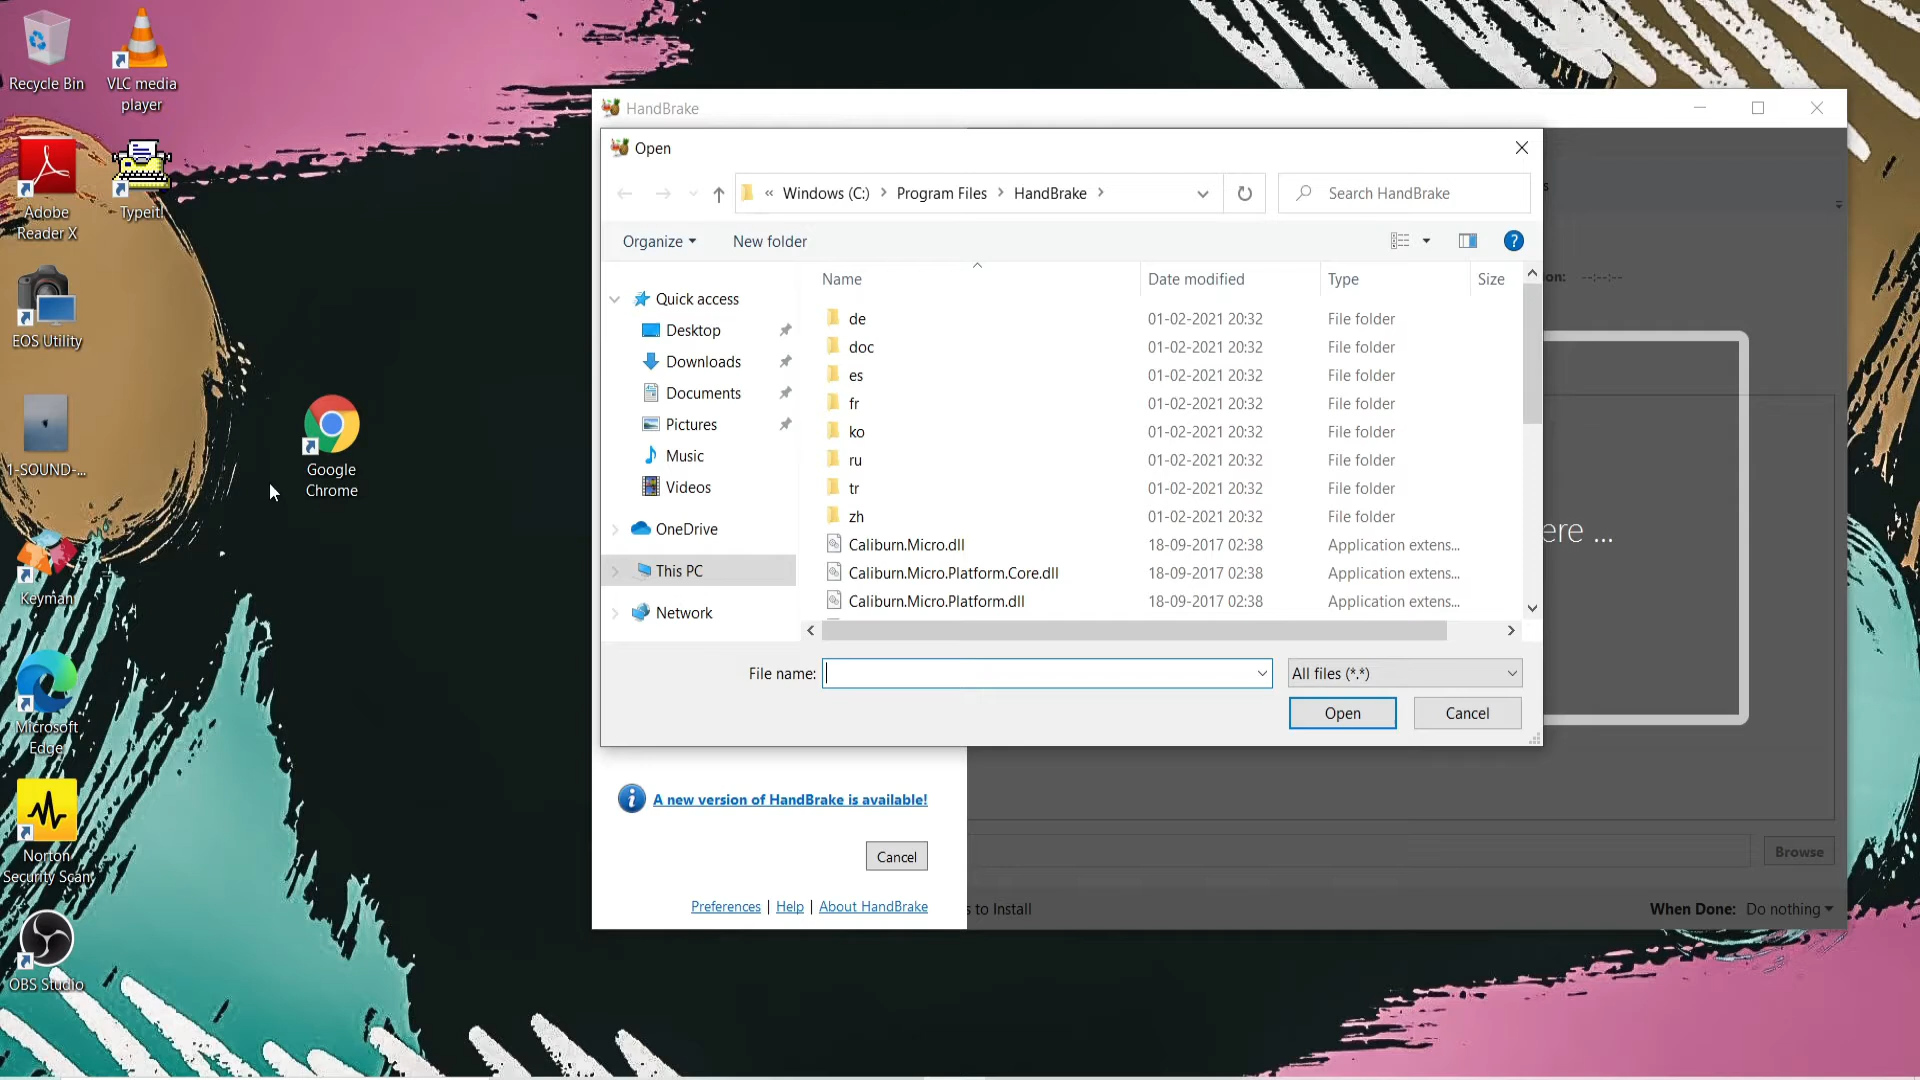 Recycle Bin
VLC media
player
Adobe
Reader X
Typeit!
EOS Utility
1-SOUND-...
Google
Chrome
Keyman
Microsoft
Edge
Norton
Security Scan
OBS Studio
HandBrake
Open
« Windows (C:) > Program Files > HandBrake >
Search HandBrake
Organize
New folder
?
Name
Date modified
Type
Size
Quick access
Desktop
Downloads
Documents
Pictures
Music
Videos
OneDrive
This PC
Network
de 01-02-2021 20:32 File folder
doc 01-02-2021 20:32 File folder
es 01-02-2021 20:32 File folder
fr 01-02-2021 20:32 File folder
ko 01-02-2021 20:32 File folder
ru 01-02-2021 20:32 File folder
tr 01-02-2021 20:32 File folder
zh 01-02-2021 20:32 File folder
Caliburn.Micro.dll 18-09-2017 02:38 Application extens...
Caliburn.Micro.Platform.Core.dll 18-09-2017 02:38 Application extens...
Caliburn.Micro.Platform.dll 18-09-2017 02:38 Application extens...
File name:
All files (*.*)
Open
Cancel
s
on: --:--:--
ere ...
A new version of HandBrake is available!
Cancel
Browse
Preferences | Help | About HandBrake
s to Install
When Done: Do nothing